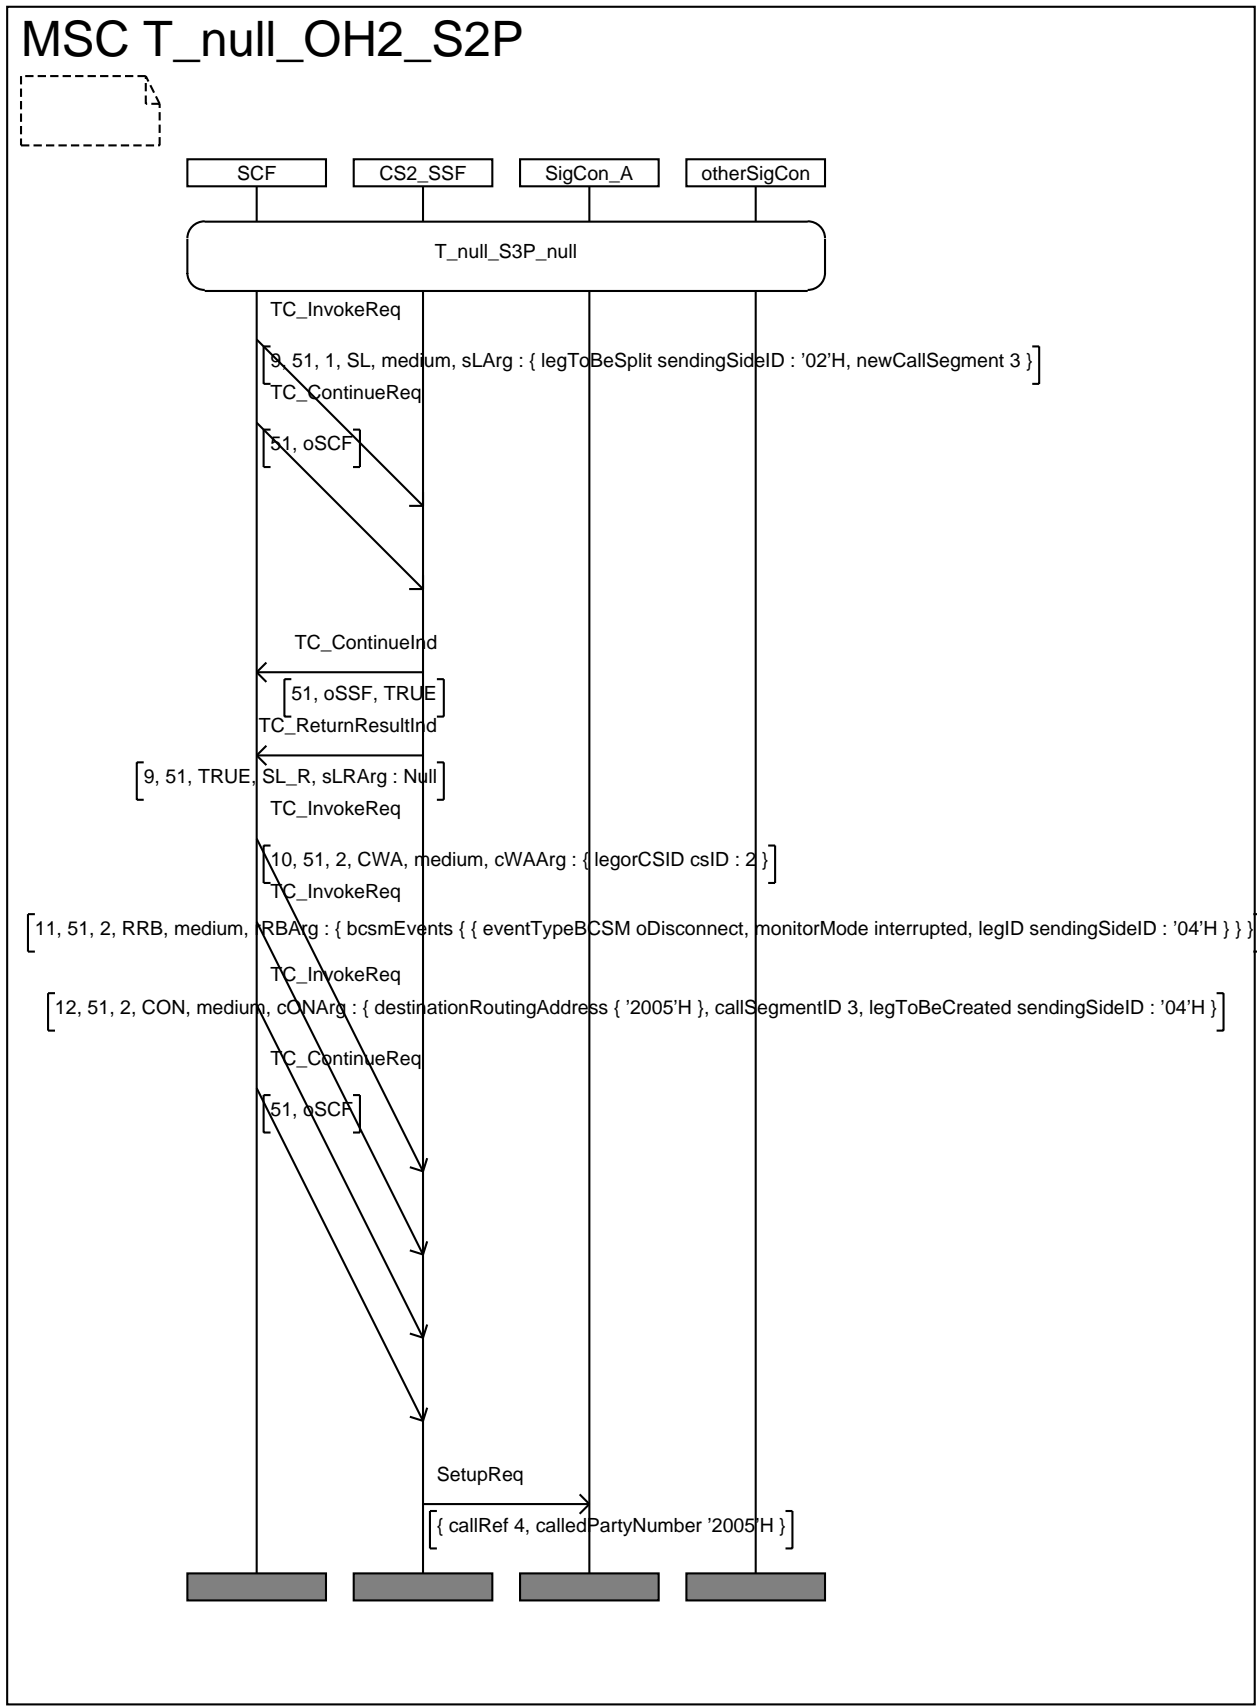 MSC T_null_OH2_S2P
SCF
CS2_SSF
SigCon_A
otherSigCon
T_null_S3P_null
TC_InvokeReq
9, 51, 1, SL, medium, sLArg : { legToBeSplit sendingSideID : '02'H, newCallSegment 3 }
TC_ContinueReq
51, oSCF
TC_ContinueInd
51, oSSF, TRUE
TC_ReturnResultInd
9, 51, TRUE, SL_R, sLRArg : Null
TC_InvokeReq
10, 51, 2, CWA, medium, cWAArg : { legorCSID csID : 2 }
TC_InvokeReq
11, 51, 2, RRB, medium, rRBArg : { bcsmEvents { { eventTypeBCSM oDisconnect, monitorMode interrupted, legID sendingSideID : '04'H } } }
TC_InvokeReq
12, 51, 2, CON, medium, cONArg : { destinationRoutingAddress { '2005'H }, callSegmentID 3, legToBeCreated sendingSideID : '04'H }
TC_ContinueReq
51, oSCF
SetupReq
{ callRef 4, calledPartyNumber '2005'H }